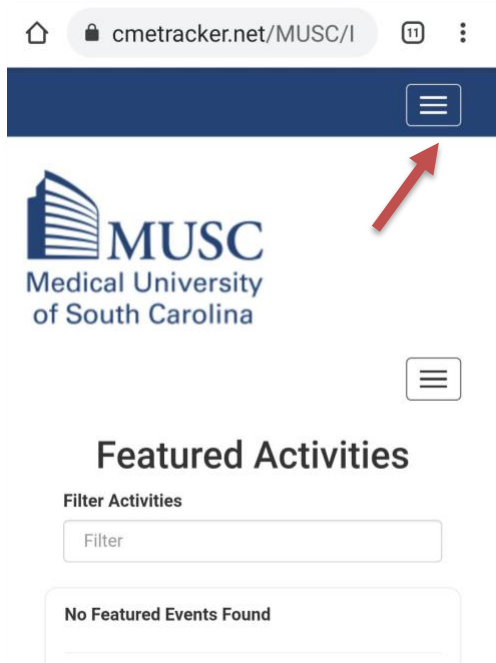 cmetracker.net/MUSC/I
11
MUSC
Medical University
of South Carolina
Featured Activities
Filter Activities
Filter
No Featured Events Found